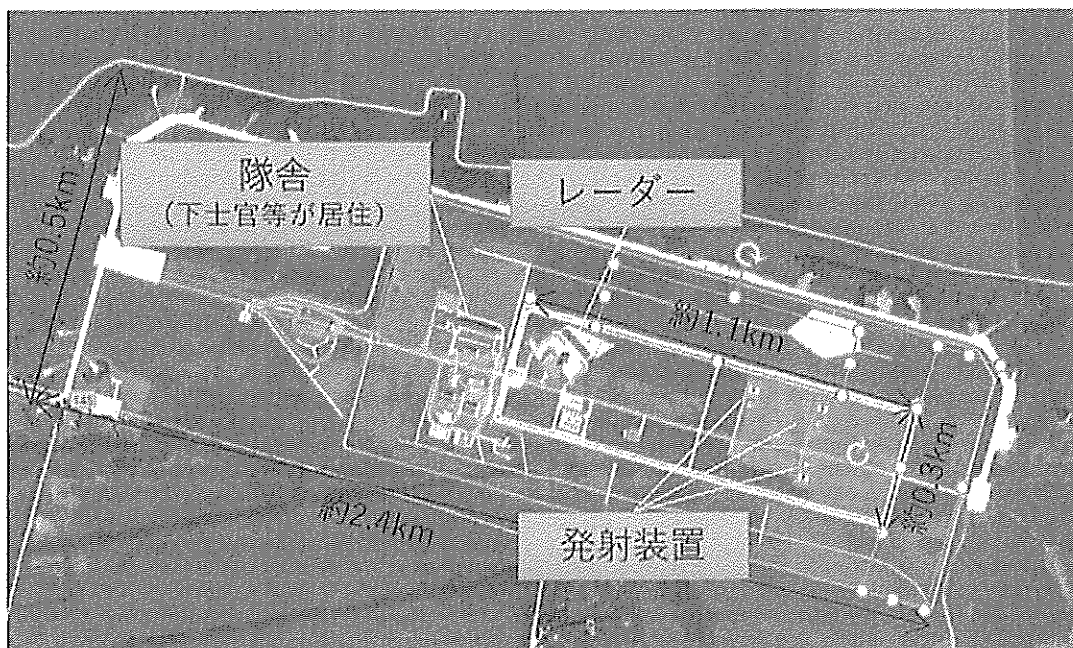 隊舎
(下士官等が居住)
レーダー
約0.5km
約1.1km
約0.3km
約2.4km
発射装置